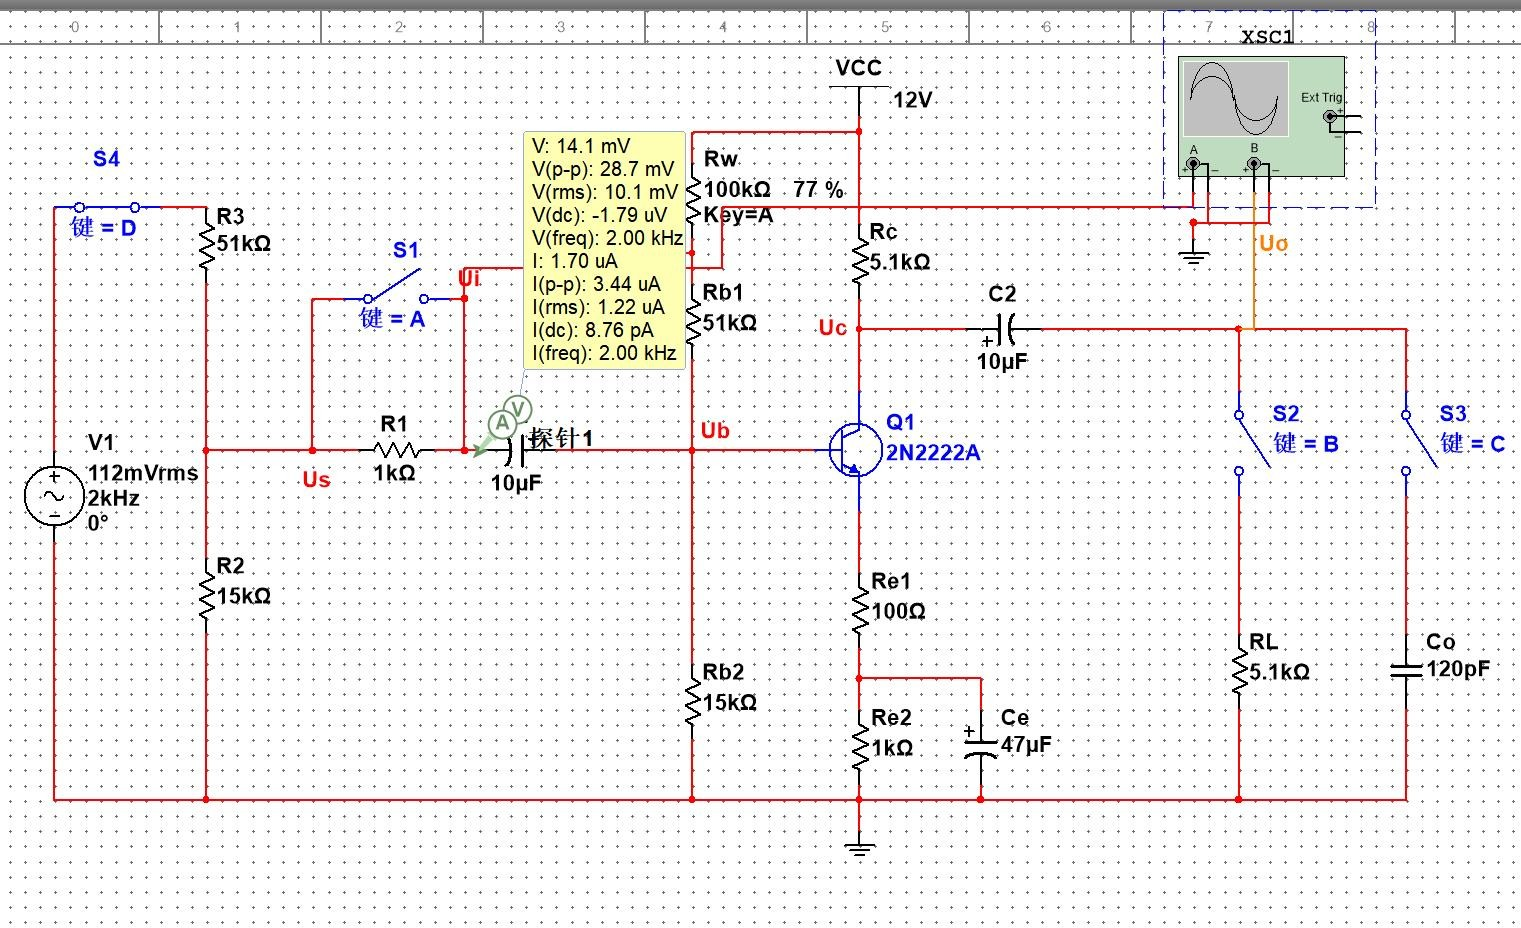 0 1 2 3 4 5 6 7 8
XSC1
Ext Trig
+
−
A
B
+ − + −
VCC
12V
S4
键 = D
R3
51kΩ
S1
键 = A
Ui
V: 14.1 mV
V(p-p): 28.7 mV
V(rms): 10.1 mV
V(dc): -1.79 uV
V(freq): 2.00 kHz
I: 1.70 uA
I(p-p): 3.44 uA
I(rms): 1.22 uA
I(dc): 8.76 pA
I(freq): 2.00 kHz
Rw
100kΩ 77 %
Key=A
Rc
5.1kΩ
Uo
Rb1
51kΩ
Uc
C2
+
10µF
V
A
探针1
10µF
R1
1kΩ
Us
Ub
Q1
2N2222A
S2
键 = B
S3
键 = C
V1
+
−
112mVrms
2kHz
0°
R2
15kΩ
Re1
100Ω
Rb2
15kΩ
Re2
1kΩ
Ce
+
47µF
RL
5.1kΩ
Co
120pF